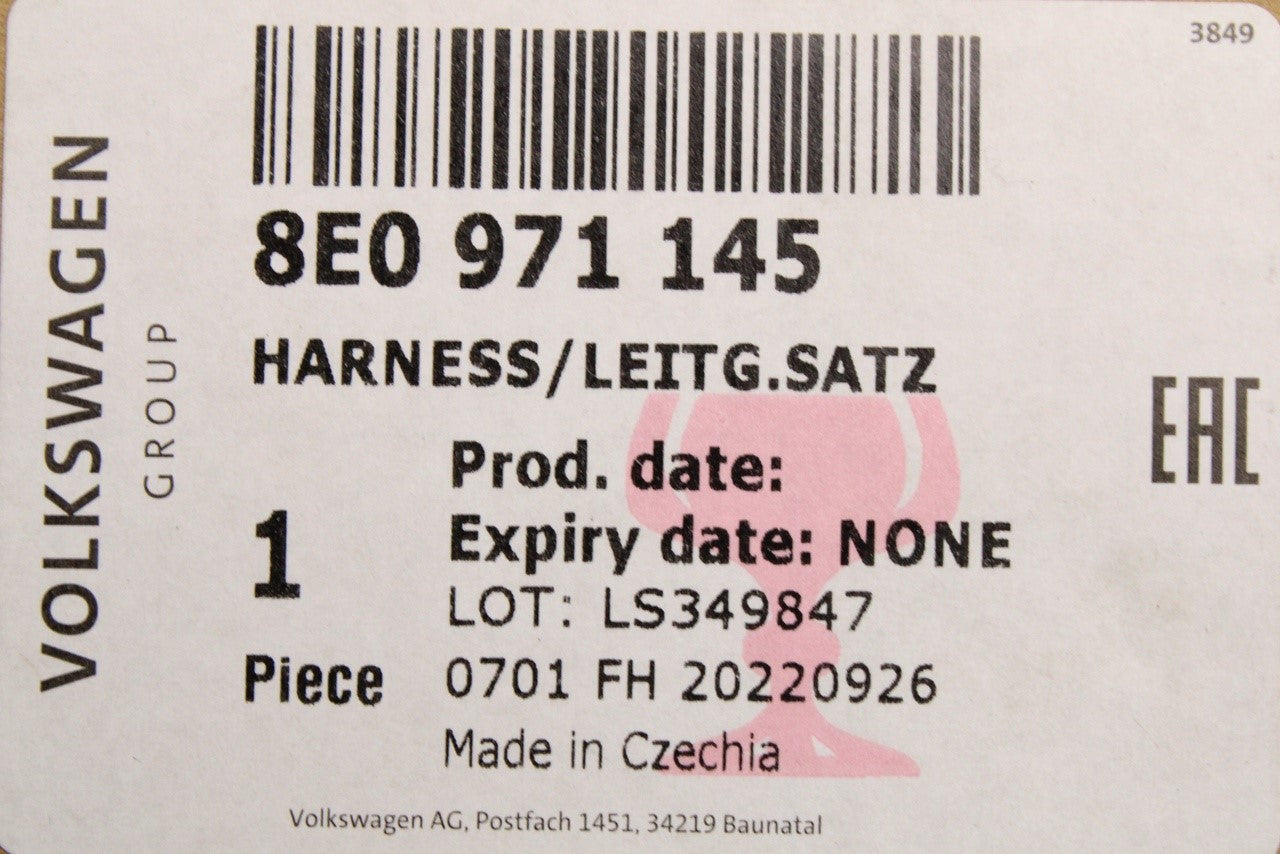 3849
8E0 971 145
HARNESS/LEITG.SATZ
Prod. date:
Expiry date: NONE
LOT: LS349847
0701 FH 20220926
Made in Czechia
1
Piece
VOLKSWAGEN
GROUP
EAC
Volkswagen AG, Postfach 1451, 34219 Baunatal